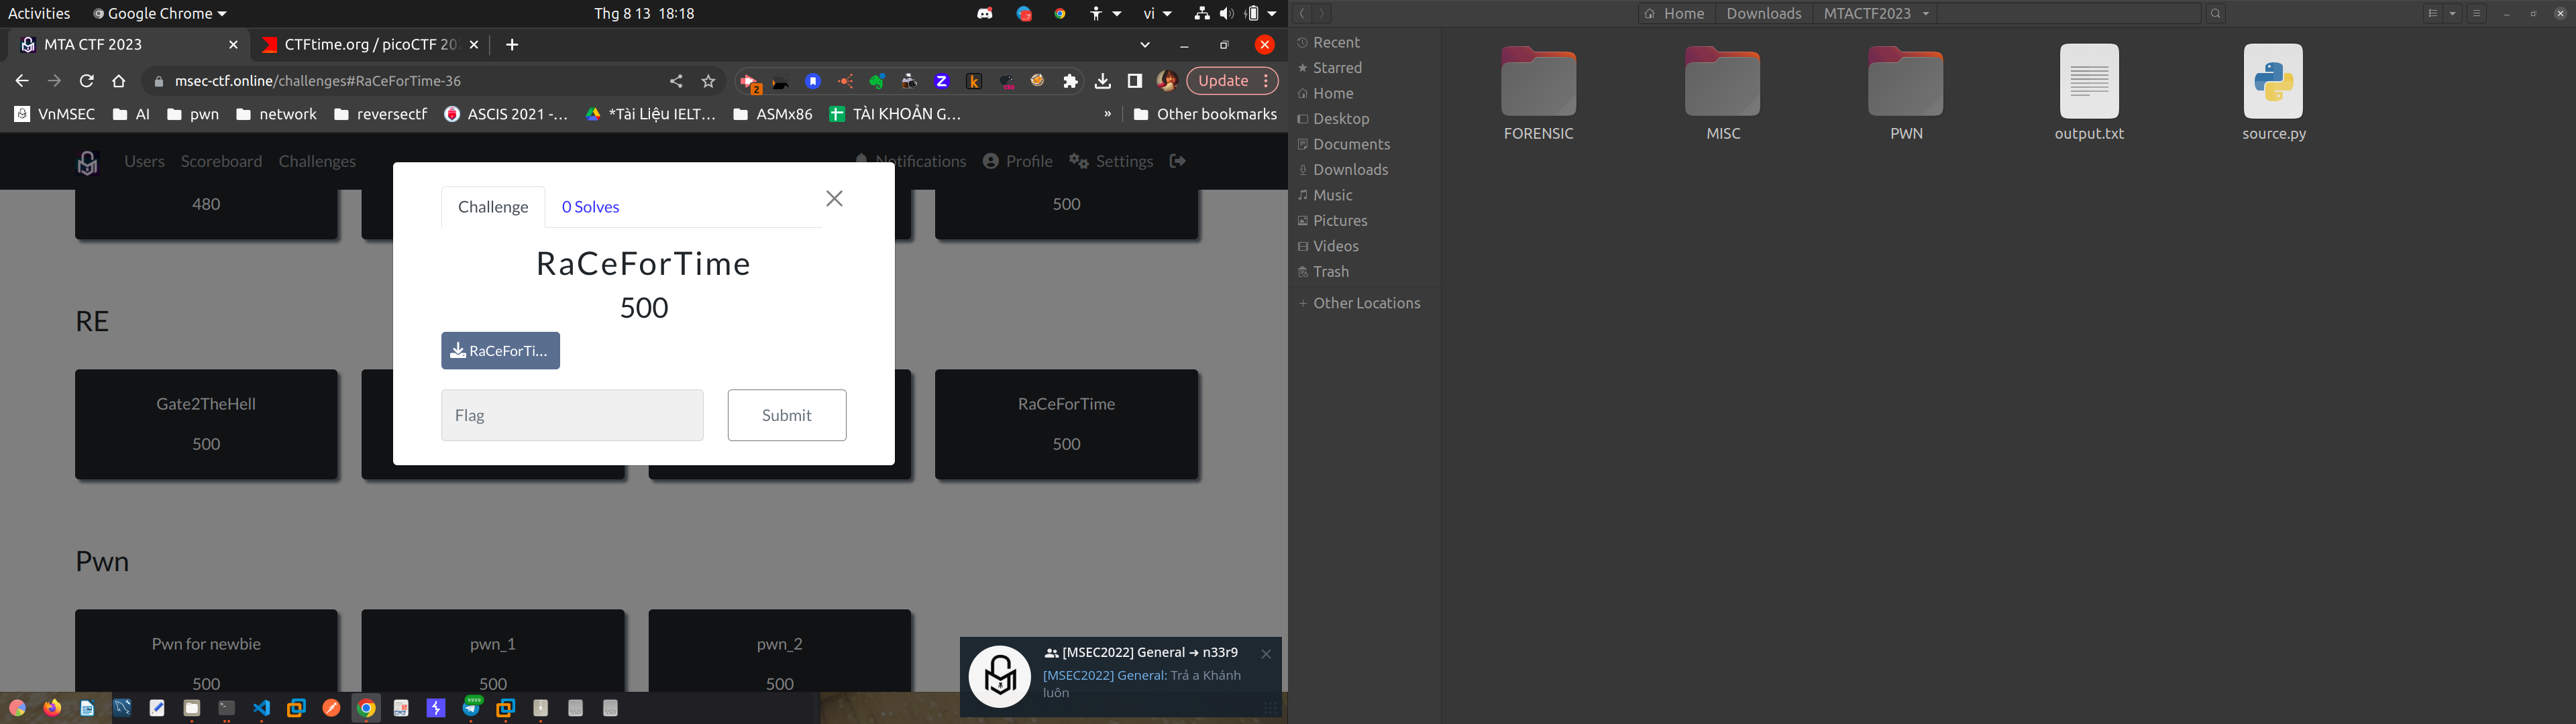 Activities
Google Chrome
Thg 8 13 18:18
vi
MTA CTF 2023
CTFtime.org / picoCTF 20
msec-ctf.online/challenges#RaCeForTime-36
2
Update
VnMSEC
AI
pwn
network
reversectf
ASCIS 2021 -...
*Tài Liệu IELT...
ASMx86
TÀI KHOẢN G...
»
Other bookmarks
Users
Scoreboard
Challenges
Notifications
Profile
Settings
480
500
Challenge
0 Solves
RaCeForTime
500
RaCeForTi...
Flag
Submit
RE
Gate2TheHell
500
RaCeForTime
500
Pwn
Pwn for newbie
500
pwn_1
500
pwn_2
500
[MSEC2022] General ➔ n33r9
[MSEC2022] General: Trả a Khánh
luôn
Home
Downloads
MTACTF2023
Recent
Starred
Home
Desktop
Documents
Downloads
Music
Pictures
Videos
Trash
Other Locations
FORENSIC
MISC
PWN
output.txt
source.py